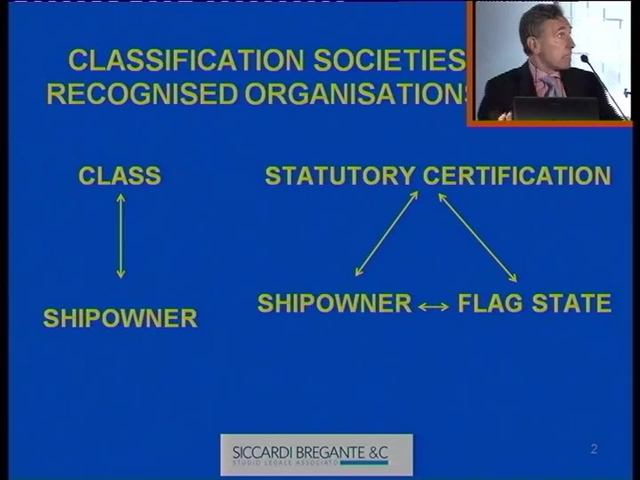 CLASSIFICATION SOCIETIES
RECOGNISED ORGANISATIONS
CLASS
STATUTORY CERTIFICATION
SHIPOWNER
SHIPOWNER
FLAG STATE
SICCARDI BREGANTE &C
STUDIO LEGALE ASSOCIATO
2